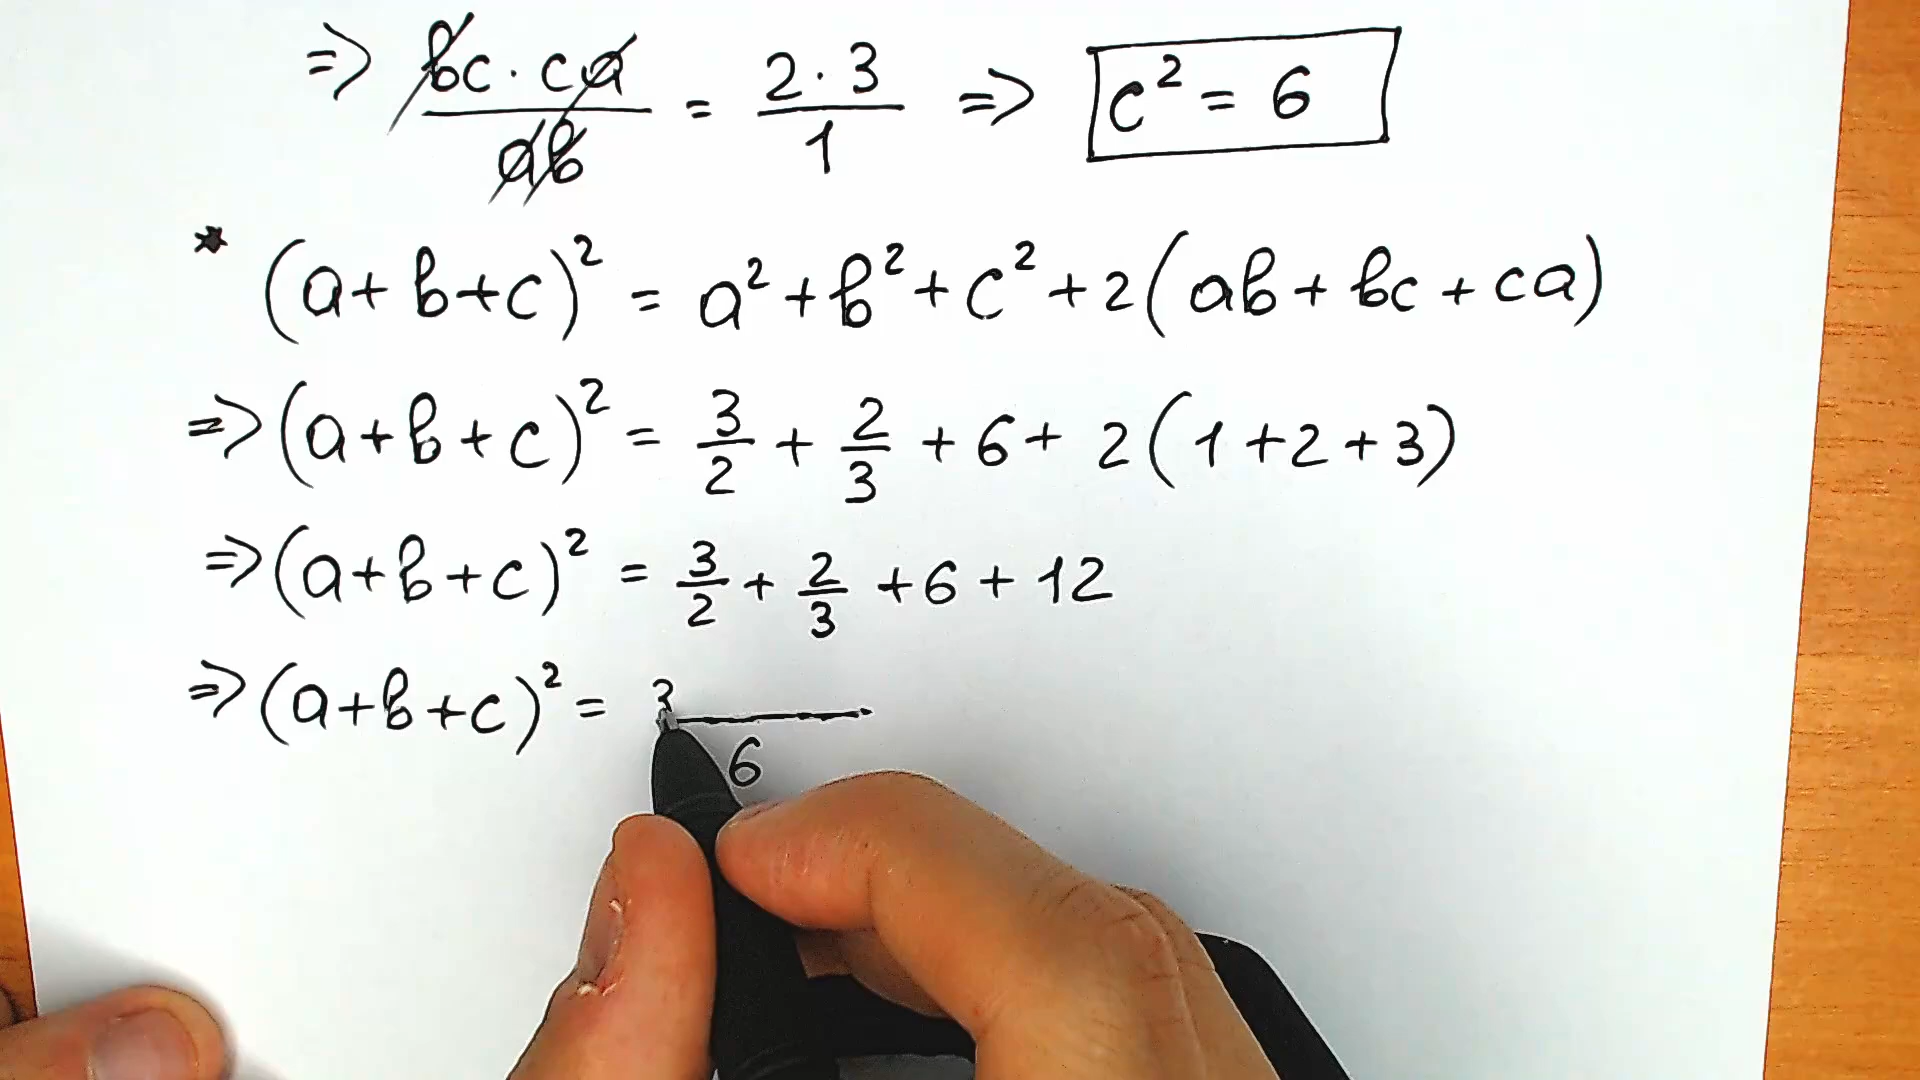 => bc · ca / ab = 2 · 3 / 1 => c² = 6
* (a + b + c)² = a² + b² + c² + 2(ab + bc + ca)
=> (a + b + c)² = 3/2 + 2/3 + 6 + 2(1 + 2 + 3)
=> (a + b + c)² = 3/2 + 2/3 + 6 + 12
=> (a + b + c)² = 3 / 6